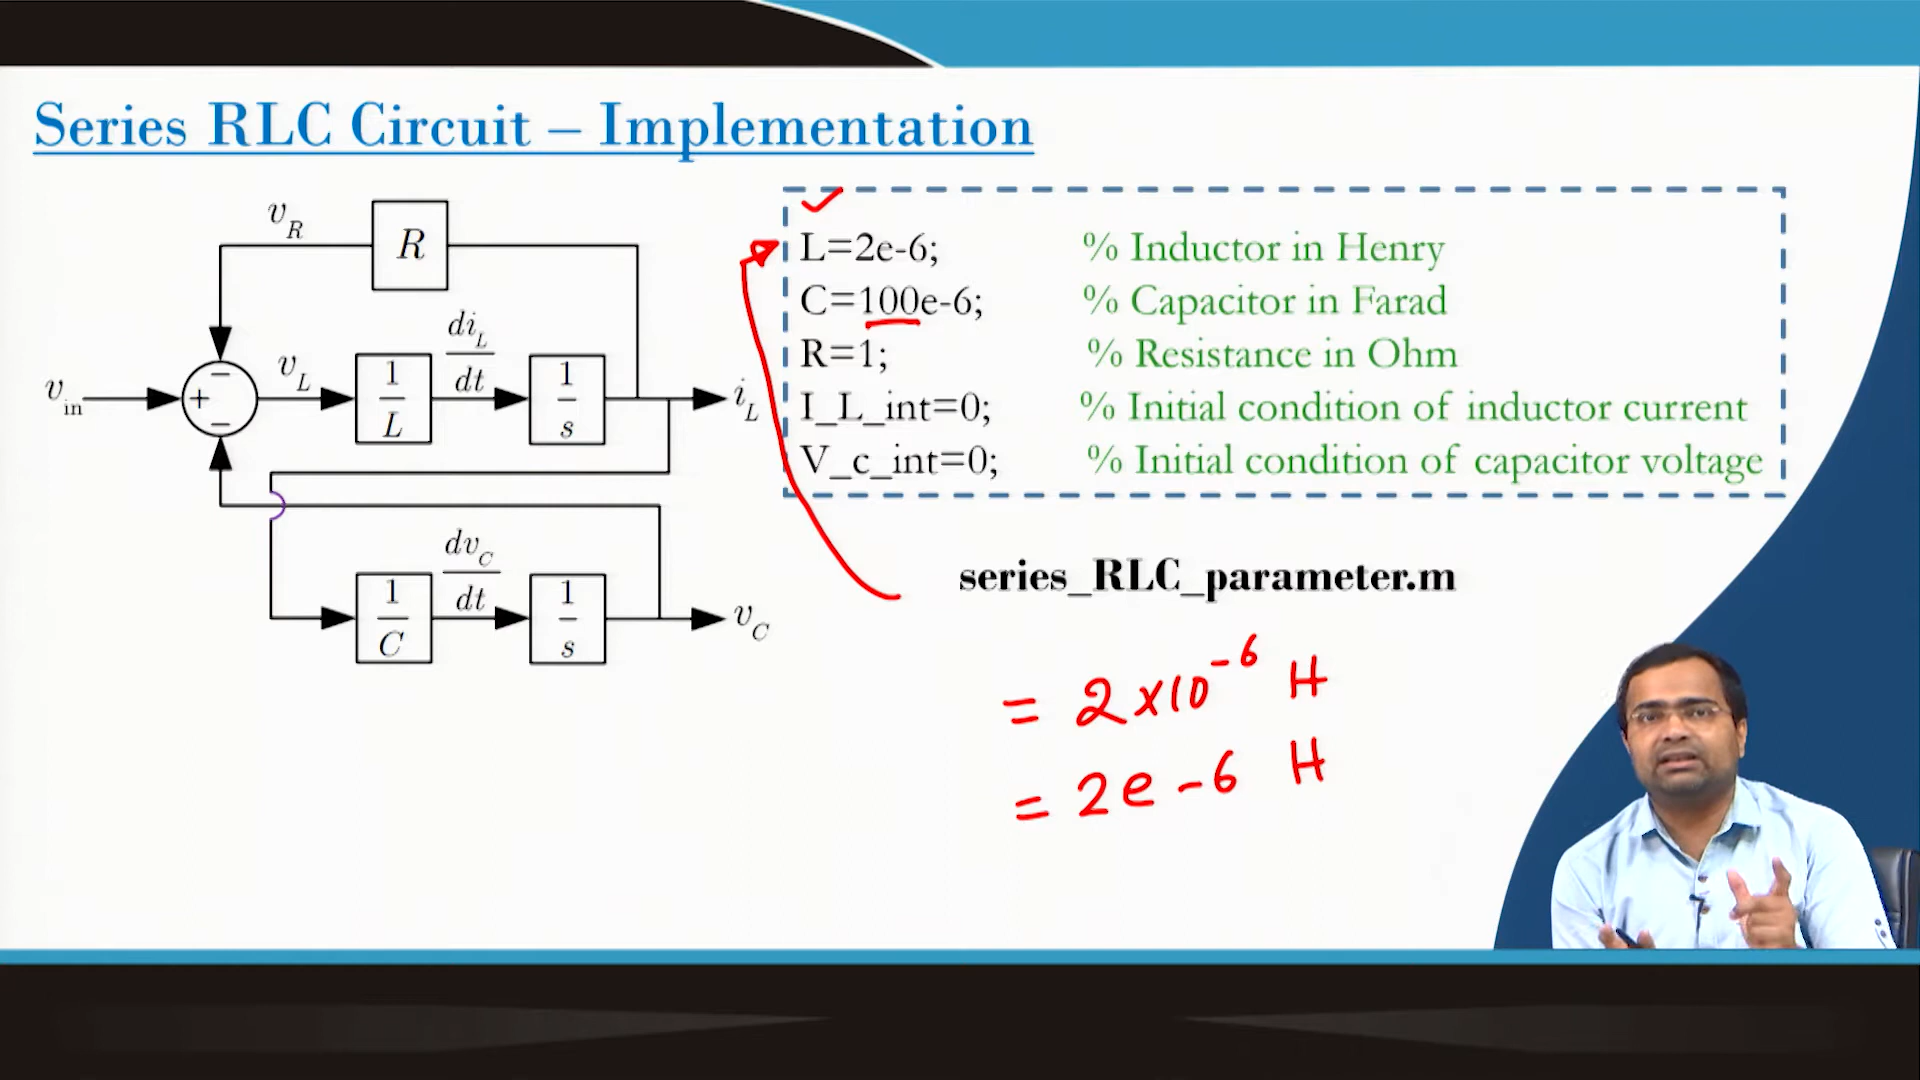 Series RLC Circuit – Implementation
v_R
R
di_L
dt
v_in
+
−
−
v_L
1
L
1
s
i_L
dv_C
dt
1
C
1
s
v_C
L=2e-6; % Inductor in Henry
C=100e-6; % Capacitor in Farad
R=1; % Resistance in Ohm
I_L_int=0; % Initial condition of inductor current
V_c_int=0; % Initial condition of capacitor voltage
series_RLC_parameter.m
= 2×10⁻⁶ H
= 2e-6 H